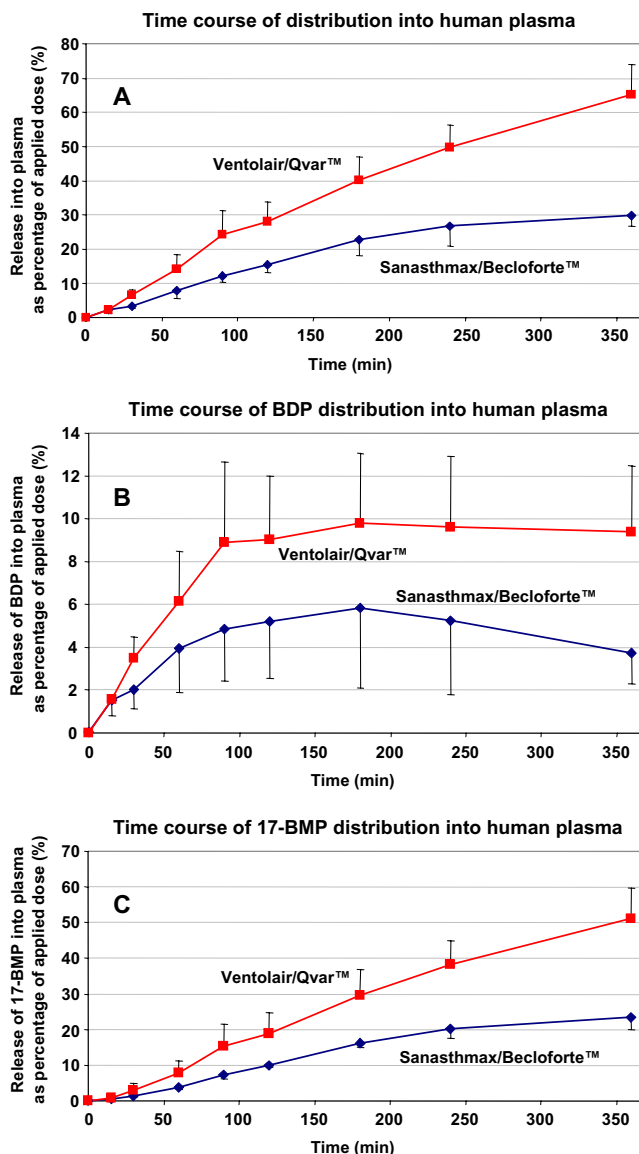 Time course of distribution into human plasma
Release into plasma
as percentage of applied dose (%)
80
70
60
50
40
30
20
10
0
A
Ventolair/Qvar™
Sanasthmax/Becloforte™
0 50 100 150 200 250 300 350
Time (min)
Time course of BDP distribution into human plasma
Release of BDP into plasma
as percentage of applied dose (%)
14
12
10
8
6
4
2
0
B
Ventolair/Qvar™
Sanasthmax/Becloforte™
0 50 100 150 200 250 300 350
Time (min)
Time course of 17-BMP distribution into human plasma
Release of 17-BMP into plasma
as percentage of applied dose (%)
70
60
50
40
30
20
10
0
C
Ventolair/Qvar™
Sanasthmax/Becloforte™
0 50 100 150 200 250 300 350
Time (min)